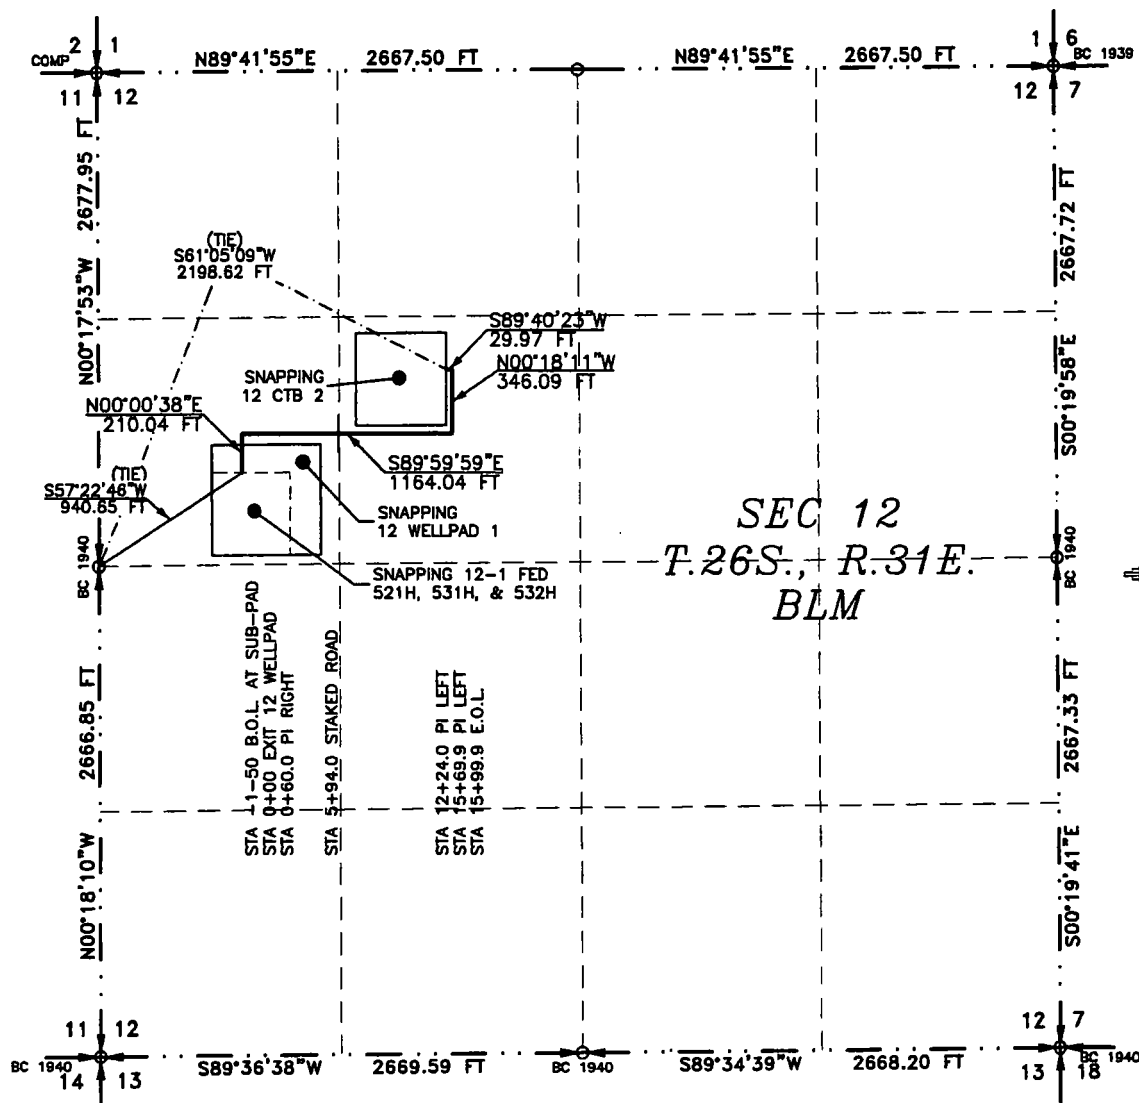 2 1
COMP
11 12
N89°41'55"E 2667.50 FT
N89°41'55"E 2667.50 FT
1 6
BC 1939
12 7
N00°17'53"W 2677.95 FT
(TIE)
S61°05'09"W
2198.62 FT
2667.72 FT
S00°19'58"E
S89°40'23"W
29.97 FT
N00°18'11"W
346.09 FT
SNAPPING
12 CTB 2
N00°00'38"E
210.04 FT
S89°59'59"E
1164.04 FT
(TIE)
S57°22'46"W
940.65 FT
SNAPPING
12 WELLPAD 1
SEC 12
T.26S., R.31E.
BLM
BC 1940
BC 1940
SNAPPING 12-1 FED
521H, 531H, & 532H
STA -1-50 B.O.L. AT SUB-PAD
STA 0+00 EXIT 12 WELLPAD
STA 0+60.0 PI RIGHT
STA 5+94.0 STAKED ROAD
STA 12+24.0 PI LEFT
STA 15+69.9 PI LEFT
STA 15+99.9 E.O.L.
N00°18'10"W 2666.85 FT
2667.33 FT
S00°19'41"E
11 12
BC 1940
14 13
S89°36'38"W 2669.59 FT
BC 1940
S89°34'39"W 2668.20 FT
12 7
BC 1940
13 18